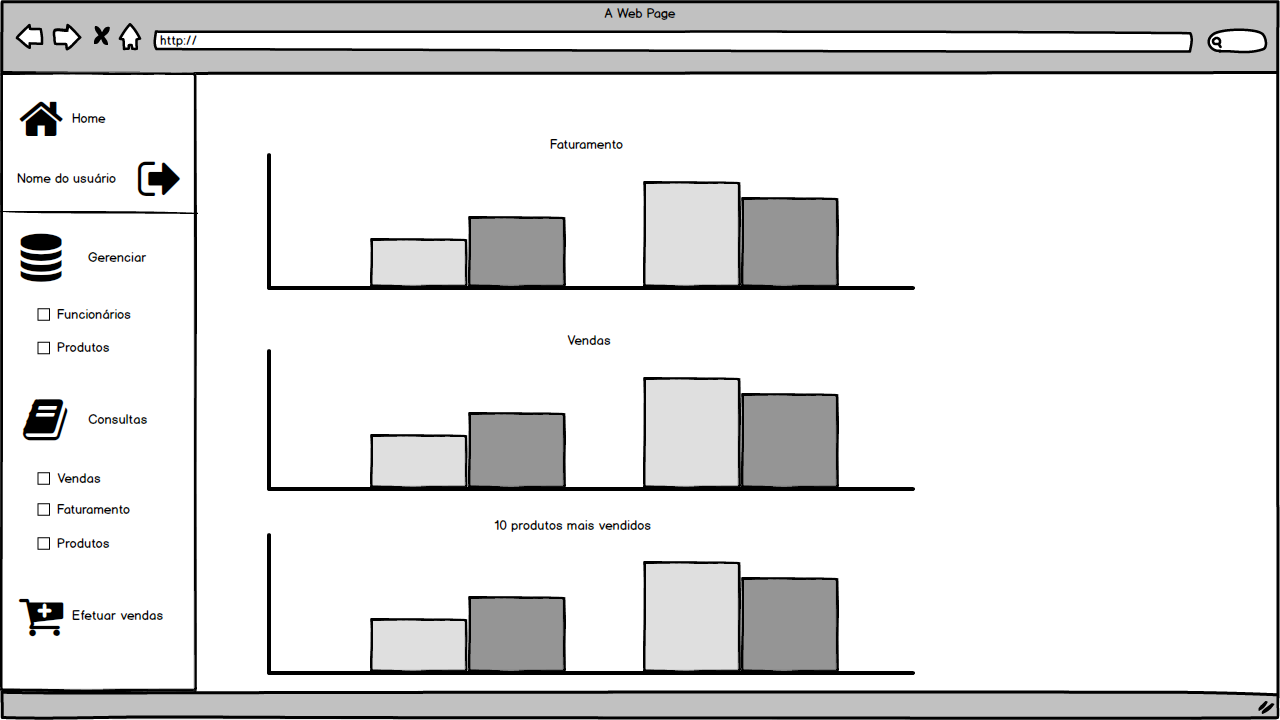 A Web Page
http://
Home
Nome do usuário
Gerenciar
Funcionários
Produtos
Consultas
Vendas
Faturamento
Produtos
Efetuar vendas
Faturamento
Vendas
10 produtos mais vendidos